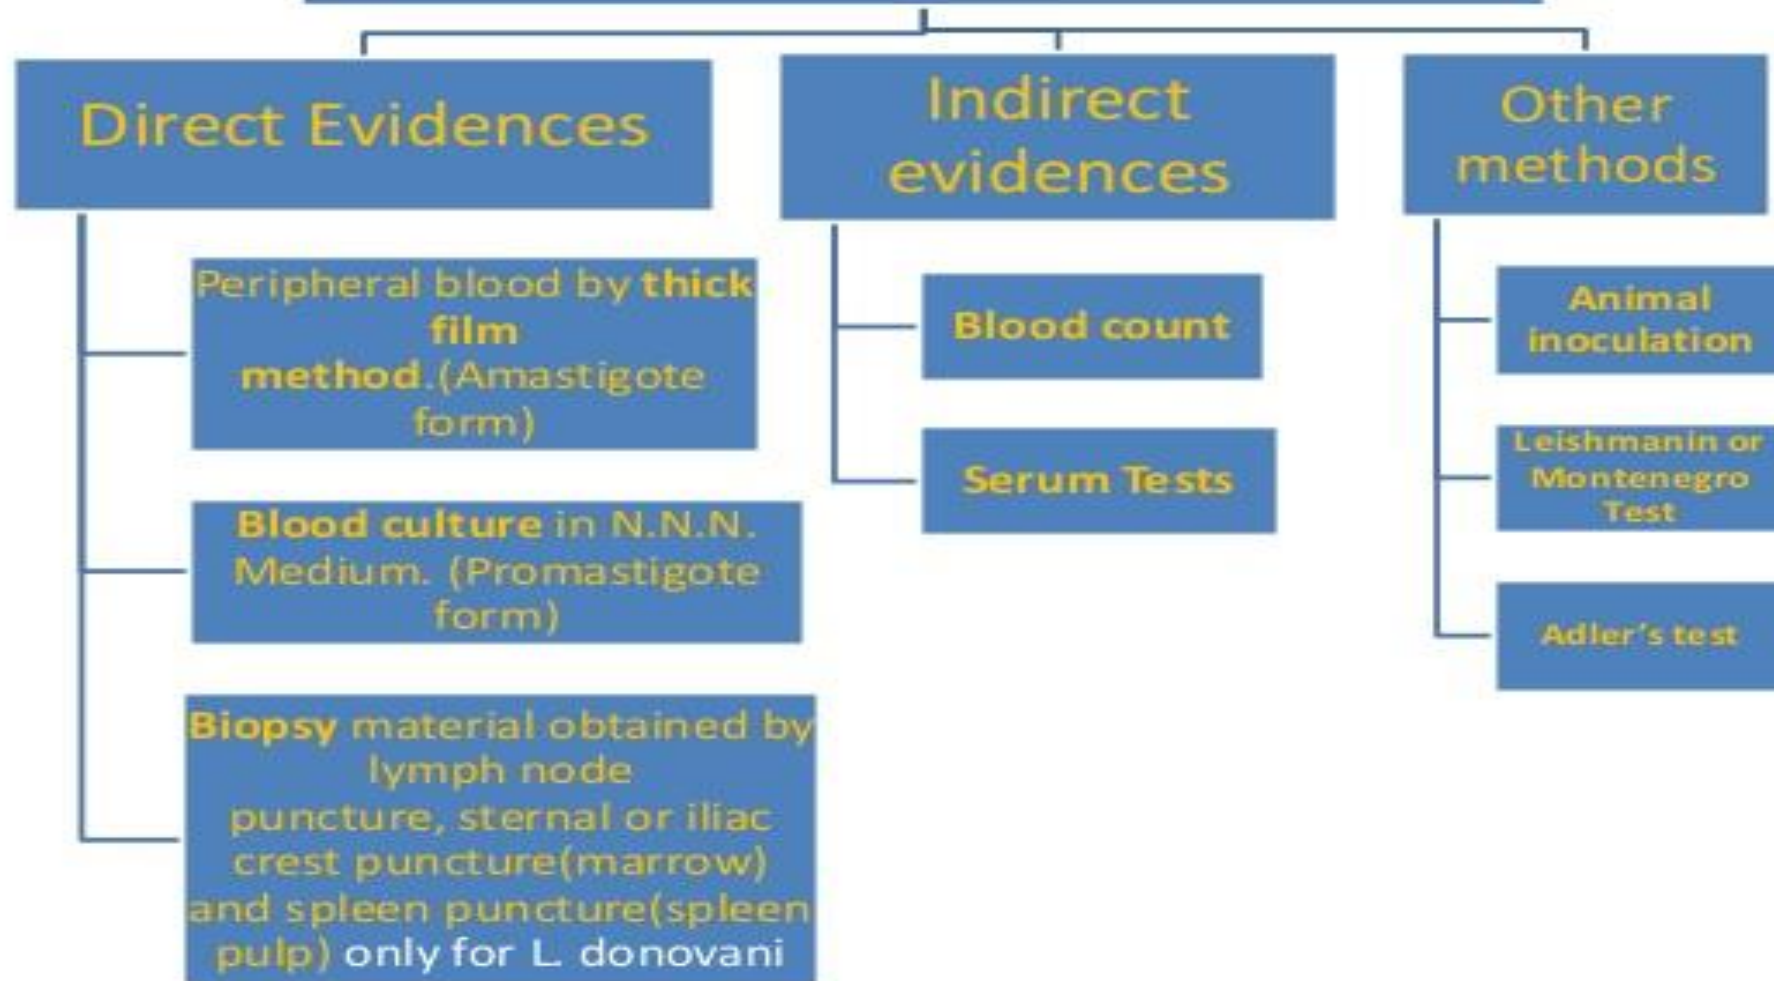 Direct Evidences
Peripheral blood by thick
film
method.(Amastigote
form)
Blood culture in N.N.N.
Medium. (Promastigote
form)
Biopsy material obtained by
lymph node
puncture, sternal or iliac
crest puncture(marrow)
and spleen puncture(spleen
pulp) only for L. donovani
Indirect
evidences
Blood count
Serum Tests
Other
methods
Animal
inoculation
Leishmanin or
Montenegro
Test
Adler's test